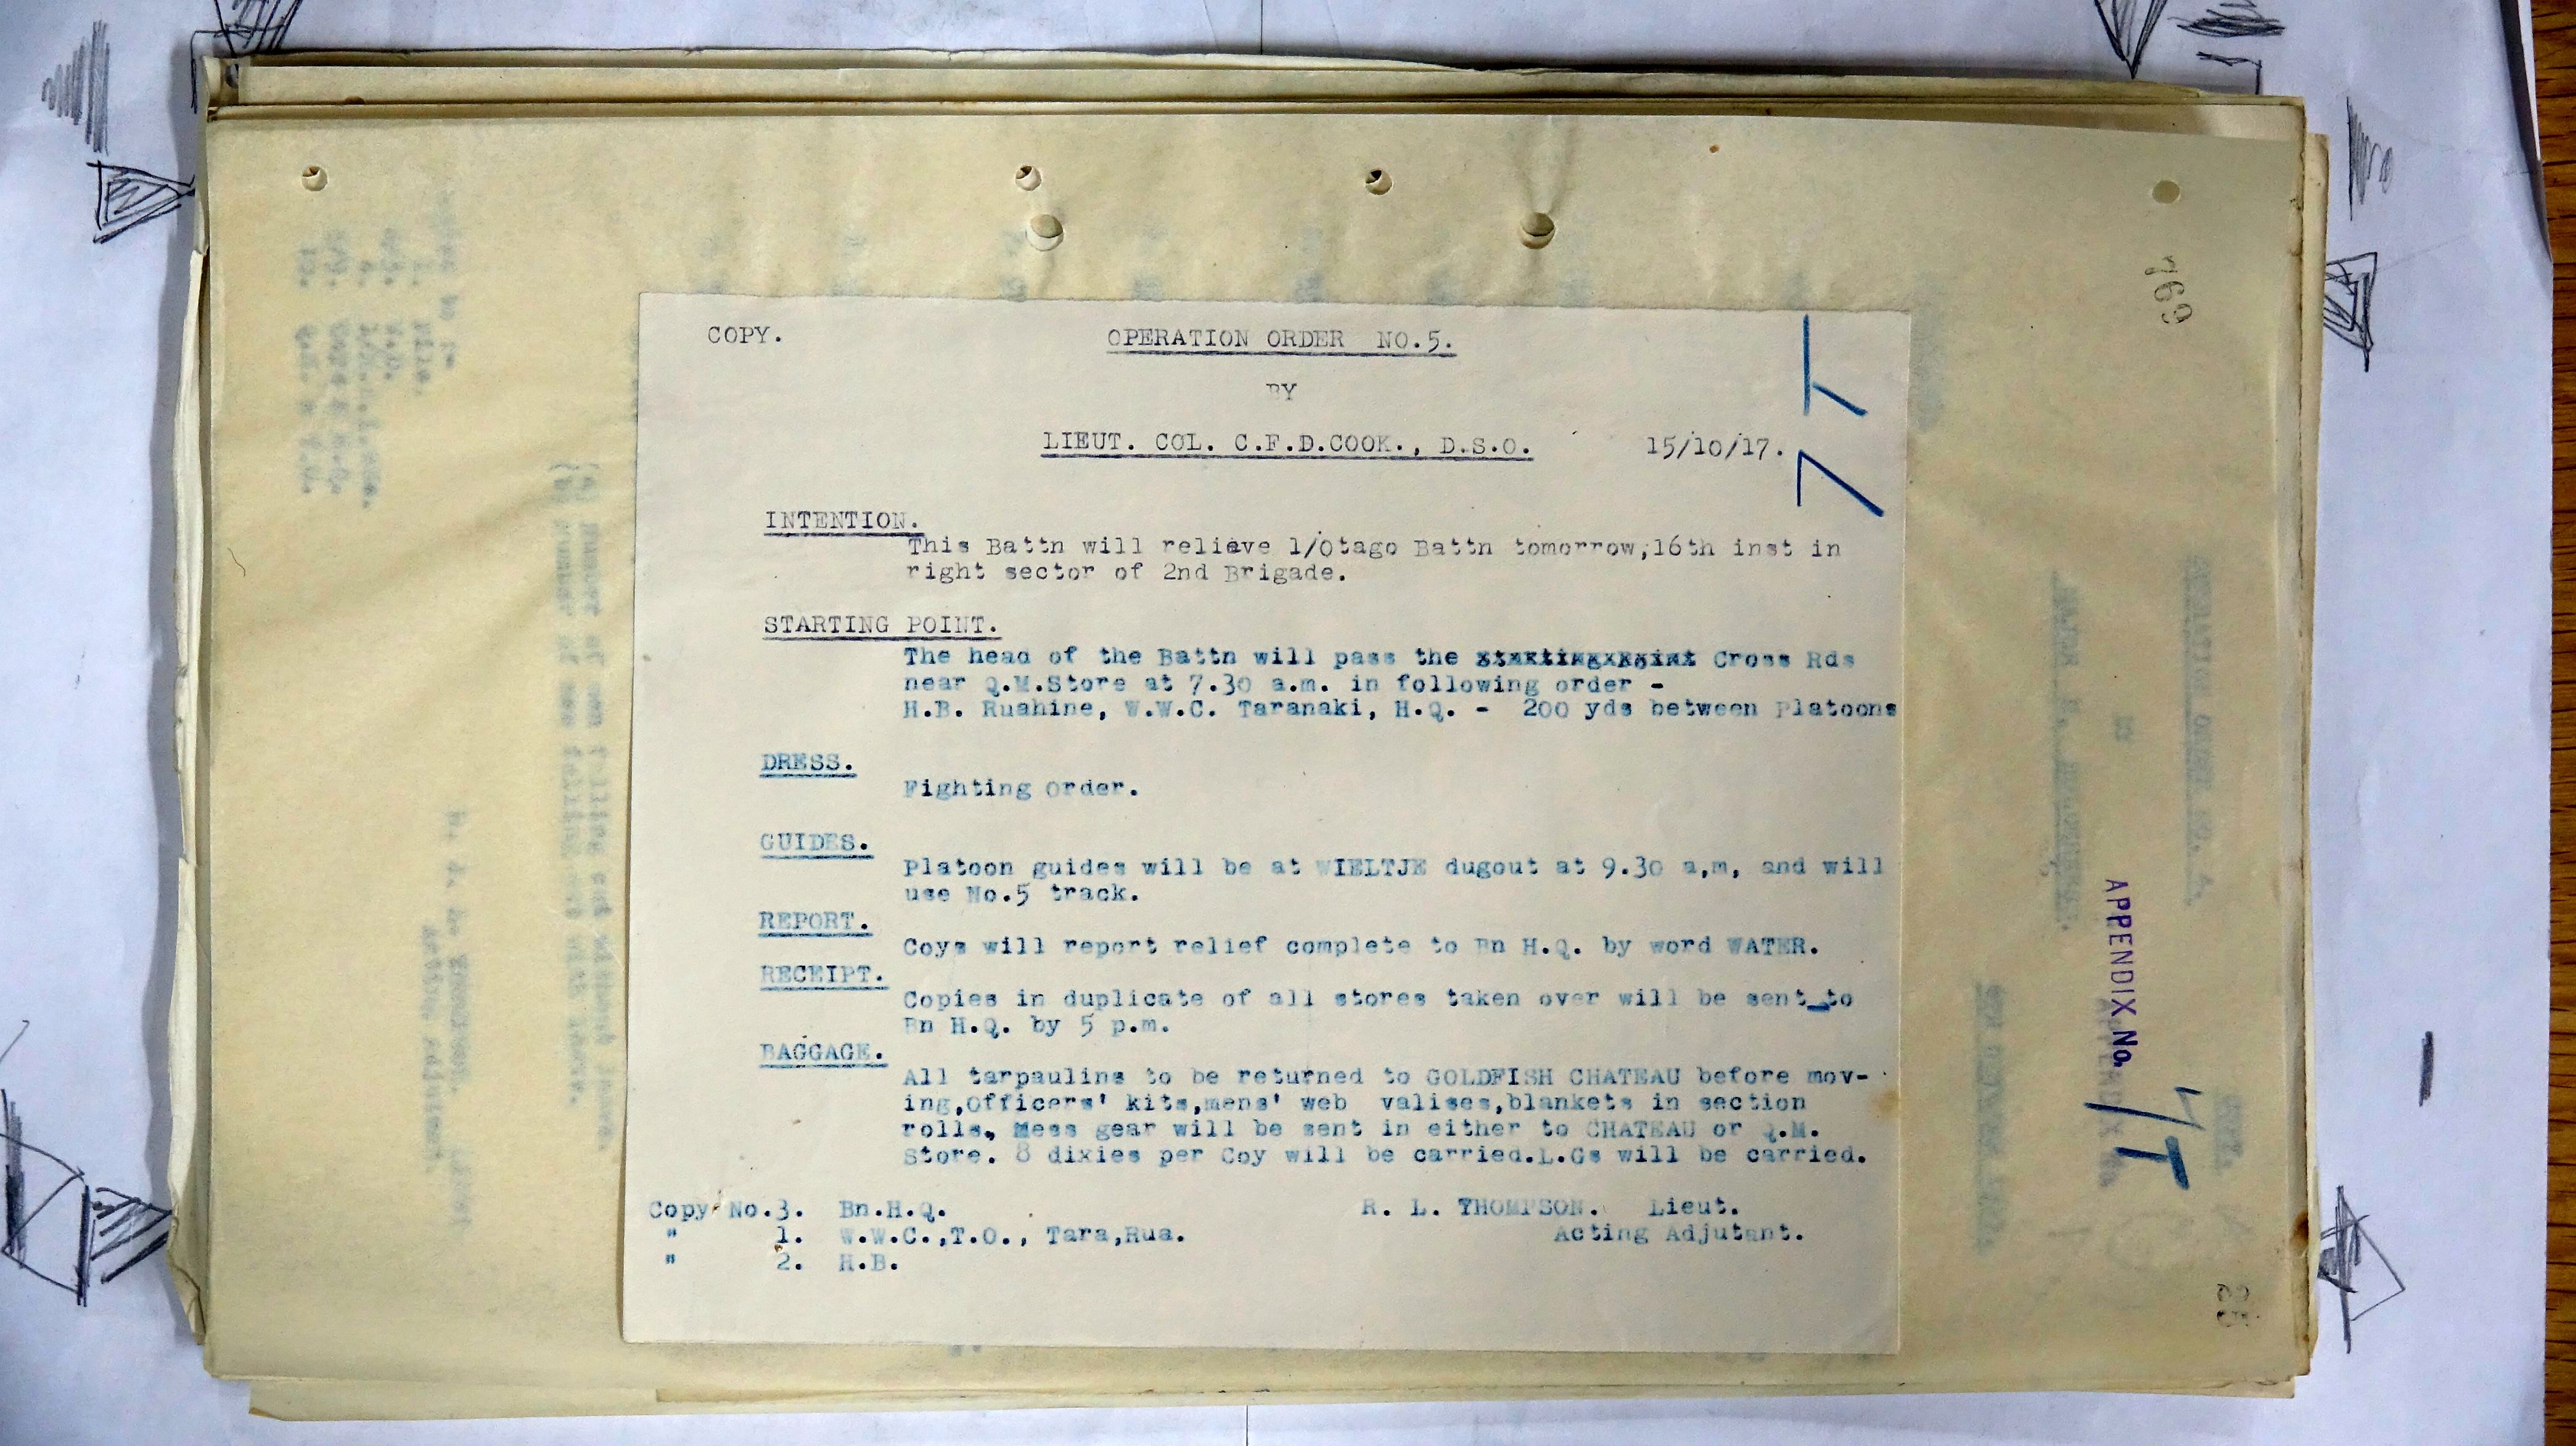 COPY.
OPERATION ORDER NO.5.
BY
LIEUT. COL. C.F.D.COOK., D.S.O.
15/10/17.
7 T
INTENTION.
This Battn will relieve 1/Otago Battn tomorrow,16th inst in
right sector of 2nd Brigade.
STARTING POINT.
The head of the Battn will pass the Cross Rds
near Q.M.Store at 7.30 a.m. in following order -
H.B. Ruahine, W.W.C. Taranaki, H.Q. - 200 yds between Platoons
DRESS.
Fighting Order.
GUIDES.
Platoon guides will be at WIELTJE dugout at 9.30 a,m, and will
use No.5 track.
REPORT.
Coys will report relief complete to Bn H.Q. by word WATER.
RECEIPT.
Copies in duplicate of all stores taken over will be sent_to
Bn H.Q. by 5 p.m.
BAGGAGE.
All tarpaulins to be returned to GOLDFISH CHATEAU before mov-
ing,Officers' kits,mens' web valises,blankets in section
rolls, Mess gear will be sent in either to CHATEAU or Q.M.
Store. 8 dixies per Coy will be carried.L.Gs will be carried.
Copy No.3. Bn.H.Q.
" 1. W.W.C.,T.O., Tara,Rua.
" 2. H.B.
R. L. THOMPSON. Lieut.
Acting Adjutant.
769
APPENDIX No.
7T
25